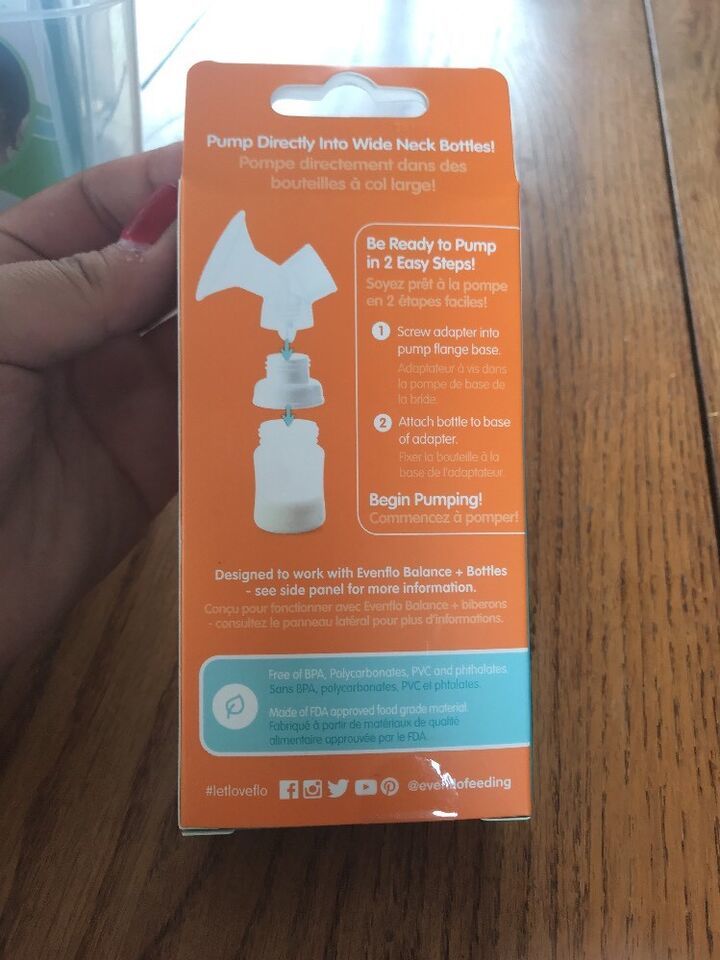 Pump Directly Into Wide Neck Bottles!
Pompe directement dans des
bouteilles à col large!
Be Ready to Pump
in 2 Easy Steps!
Soyez prêt à la pompe
en 2 étapes faciles!
1 Screw adapter into
pump flange base.
Adaptateur à vis dans
la pompe de base de
la bride.
2 Attach bottle to base
of adapter.
Fixer la bouteille à la
base de l'adaptateur.
Begin Pumping!
Commencez à pomper!
Designed to work with Evenflo Balance + Bottles
- see side panel for more information.
Conçu pour fonctionner avec Evenflo Balance + biberons
- consultez le panneau latéral pour plus d'informations.
Free of BPA, Polycarbonates, PVC and phthalates.
Sans BPA, polycarbonates, PVC et phtalates.
Made of FDA approved food grade material.
Fabriqué à partir de matériaux de qualité
alimentaire approuvée par le FDA.
#letloveflo @evenflofeeding